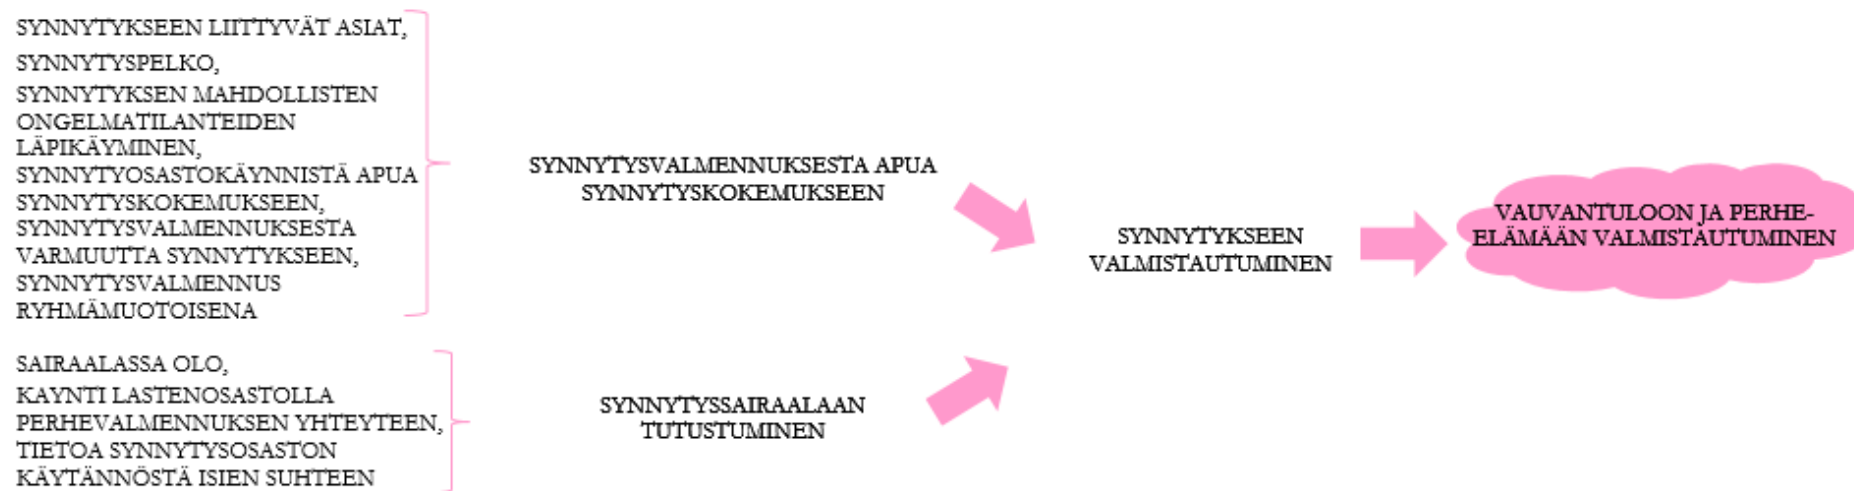 SYNNYTYKSEEN LIITTYVÄT ASIAT,
SYNNYTYSPELKO,
SYNNYTYKSEN MAHDOLLISTEN
ONGELMATILANTEIDEN
LÄPIKÄYMINEN,
SYNNYTYOSASTOKÄYNNISTÄ APUA
SYNNYTYSKOKEMUKSEEN,
SYNNYTYSVALMENNUKSESTA
VARMUUTTA SYNNYTYKSEEN,
SYNNYTYSVALMENNUS
RYHMÄMUOTOISENA
SAIRAALASSA OLO,
KAYNTI LASTENOSASTOLLA
PERHEVALMENNUKSEN YHTEYTEEN,
TIETOA SYNNYTYSOSASTON
KÄYTÄNNÖSTÄ ISIEN SUHTEEN
SYNNYTYSVALMENNUKSESTA APUA
SYNNYTYSKOKEMUKSEEN
SYNNYTYSSAIRAALAAN
TUTUSTUMINEN
SYNNYTYKSEEN
VALMISTAUTUMINEN
VAUVANTULOON JA PERHE-
ELÄMÄÄN VALMISTAUTUMINEN